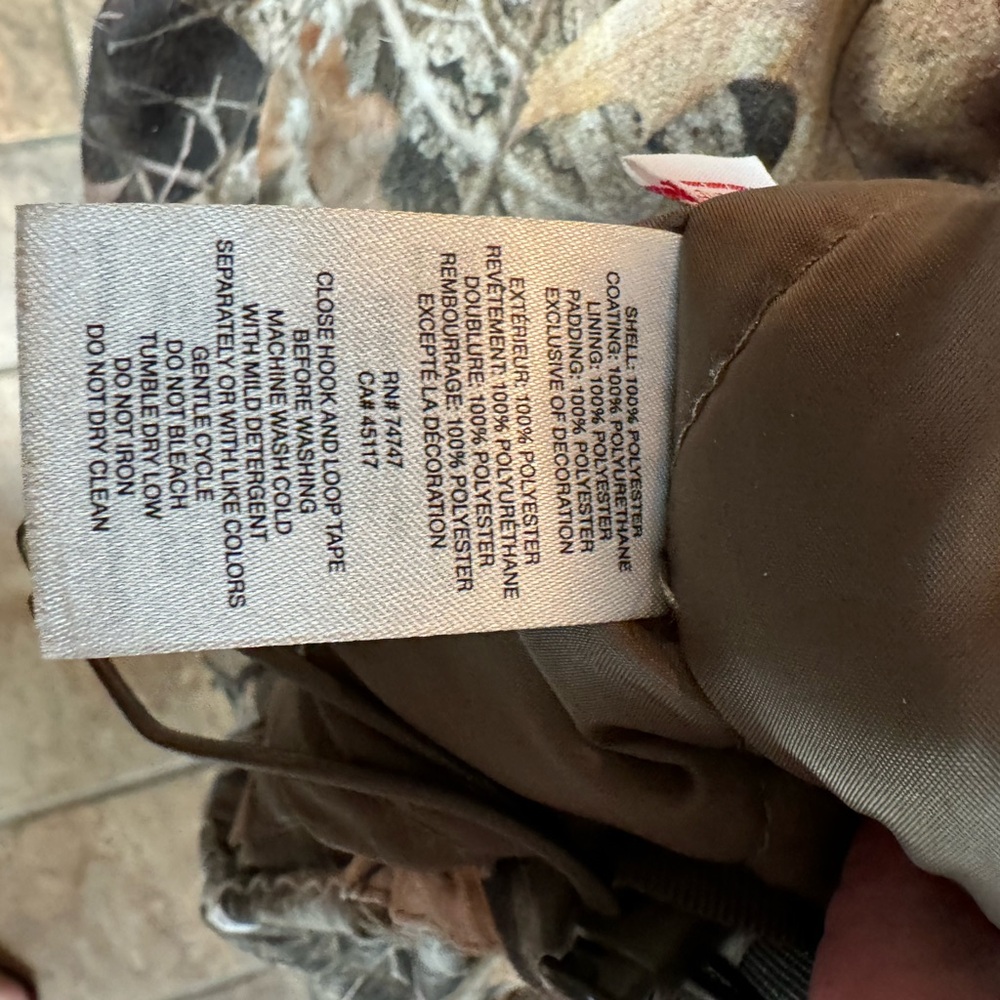 SHELL: 100% POLYESTER
COATING: 100% POLYURETHANE
LINING: 100% POLYESTER
PADDING: 100% POLYESTER
EXCLUSIVE OF DECORATION
EXTÉRIEUR: 100% POLYESTER
REVÊTEMENT: 100% POLYURÉTHANE
DOUBLURE: 100% POLYESTER
REMBOURRAGE: 100% POLYESTER
EXCEPTÉ LA DÉCORATION
RN# 74747
CA# 45117
CLOSE HOOK AND LOOP TAPE
BEFORE WASHING
MACHINE WASH COLD
WITH MILD DETERGENT
SEPARATELY OR WITH LIKE COLORS
GENTLE CYCLE
DO NOT BLEACH
TUMBLE DRY LOW
DO NOT IRON
DO NOT DRY CLEAN